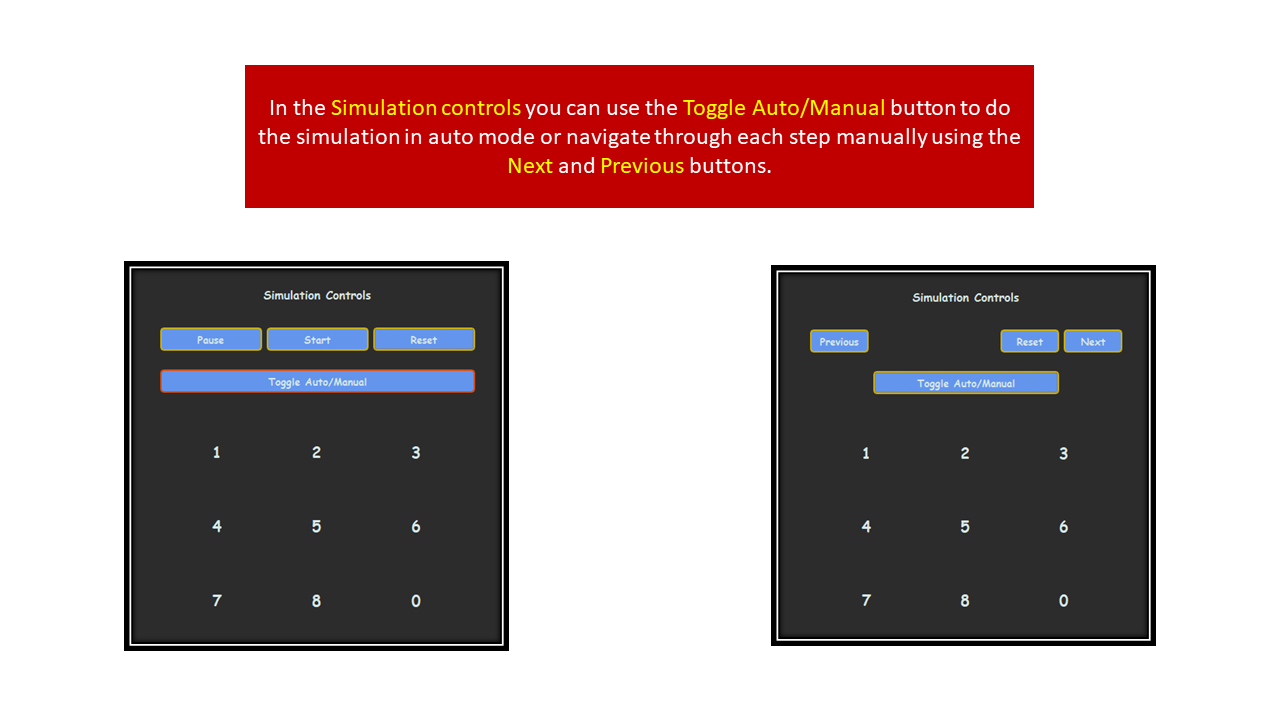 In the Simulation controls you can use the Toggle Auto/Manual button to do
the simulation in auto mode or navigate through each step manually using the
Next and Previous buttons.
Simulation Controls
Pause Start Reset
Toggle Auto/Manual
1 2 3
4 5 6
7 8 0
Simulation Controls
Previous Reset Next
Toggle Auto/Manual
1 2 3
4 5 6
7 8 0